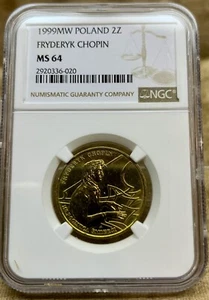 1999MW POLAND 2Z
FRYDERYK CHOPIN
MS 64
2920336-020
NUMISMATIC GUARANTY COMPANY
NGC
FRYDERYK CHOPIN